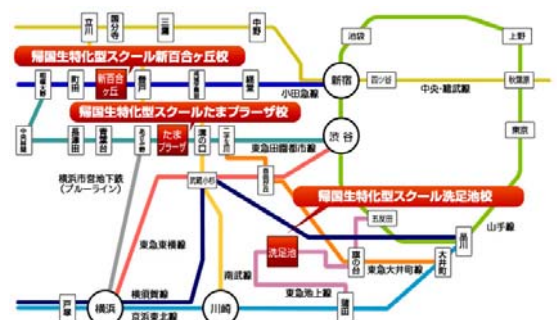 立川
国分寺
三鷹
中野
池袋
上野
帰国生特化型スクール新百合ヶ丘校
新宿
四ツ谷
中央・総武線
秋葉原
相模大野
町田
新百合
ヶ丘
登戸
経堂
小田急線
帰国生特化型スクールたまプラーザ校
渋谷
東京
中央林間
長津田
青葉台
あざみ野
たま
プラーザ
溝の口
二子玉川
東急田園都市線
自由が丘
横浜市営地下鉄
(ブルーライン)
武蔵小杉
帰国生特化型スクール洗足池校
五反田
山手線
品川
洗足池
旗の台
大井町
東急大井町線
東急東横線
南武線
東急池上線
蒲田
戸塚
横浜
横須賀線
京浜東北線
川崎